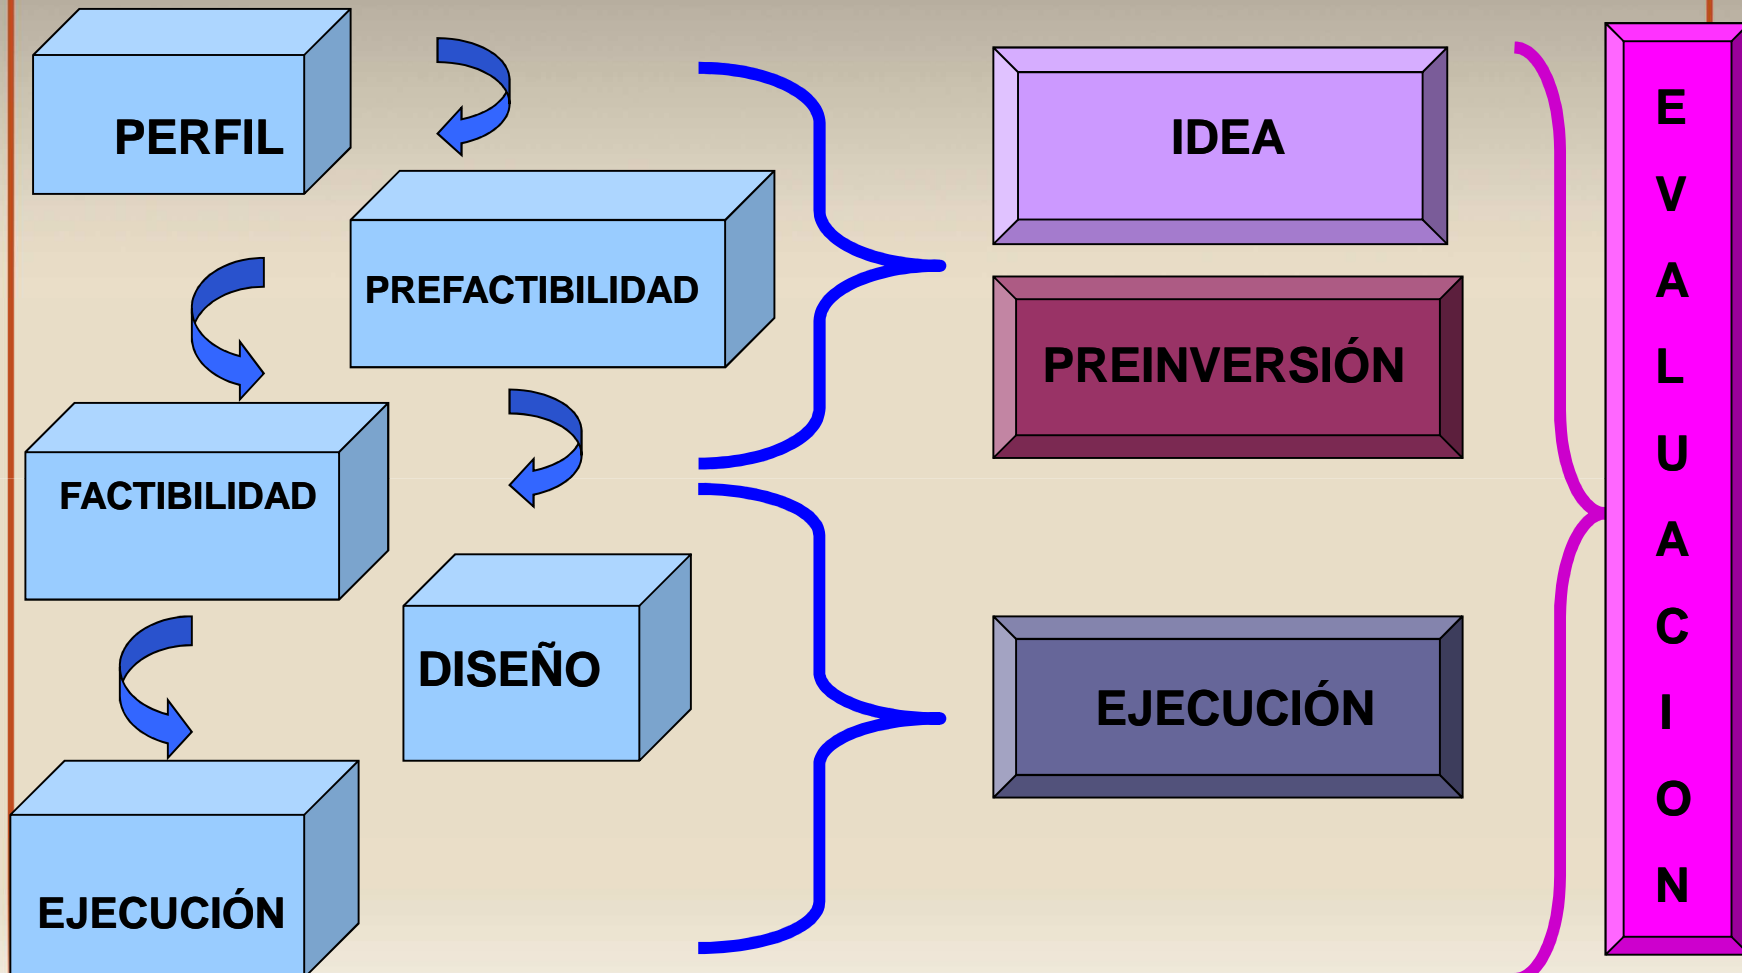 PERFIL
PREFACTIBILIDAD
FACTIBILIDAD
DISEÑO
EJECUCIÓN
IDEA
PREINVERSIÓN
EJECUCIÓN
E
V
A
L
U
A
C
I
O
N